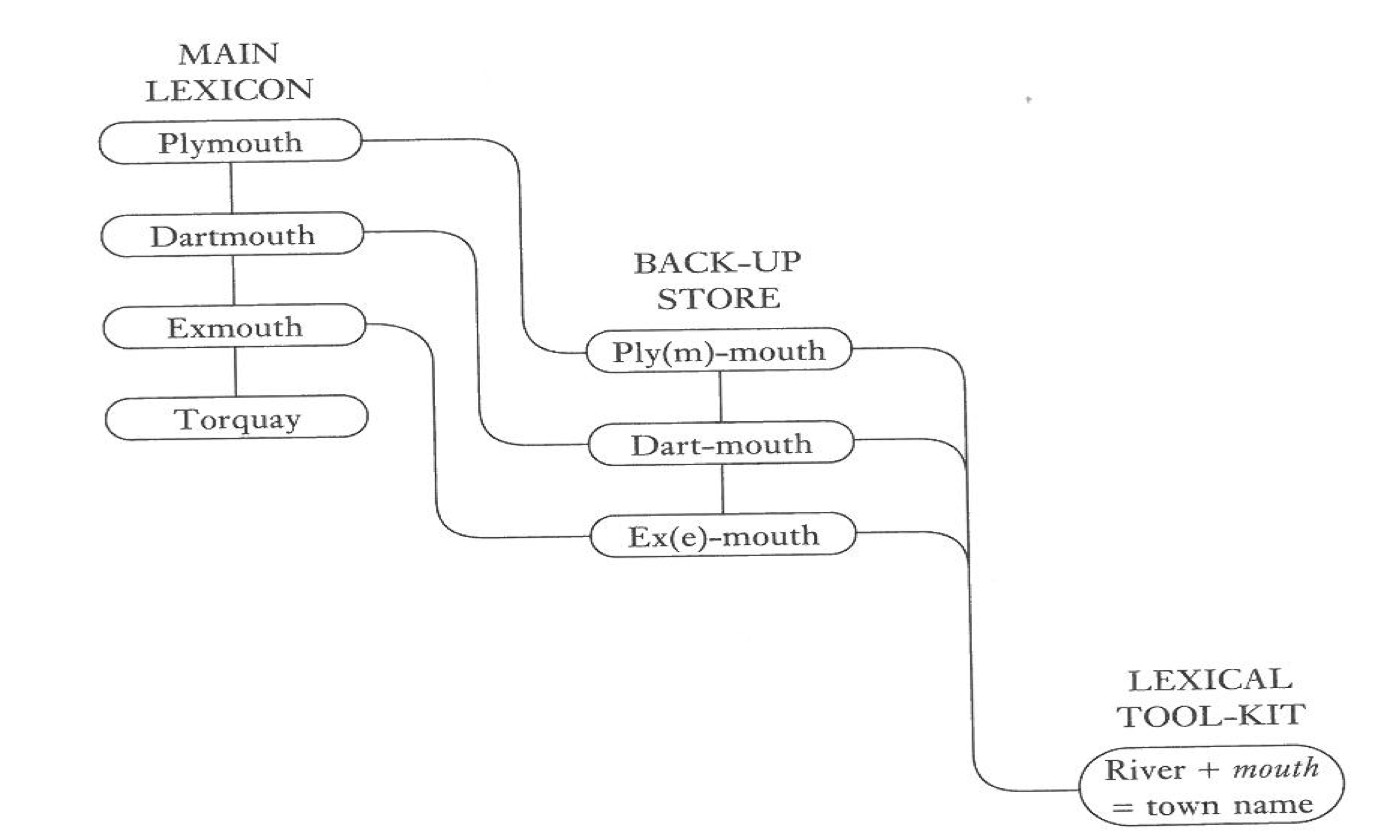 MAIN
LEXICON
Plymouth
Dartmouth
Exmouth
Torquay
BACK-UP
STORE
Ply(m)-mouth
Dart-mouth
Ex(e)-mouth
LEXICAL
TOOL-KIT
River + mouth
= town name